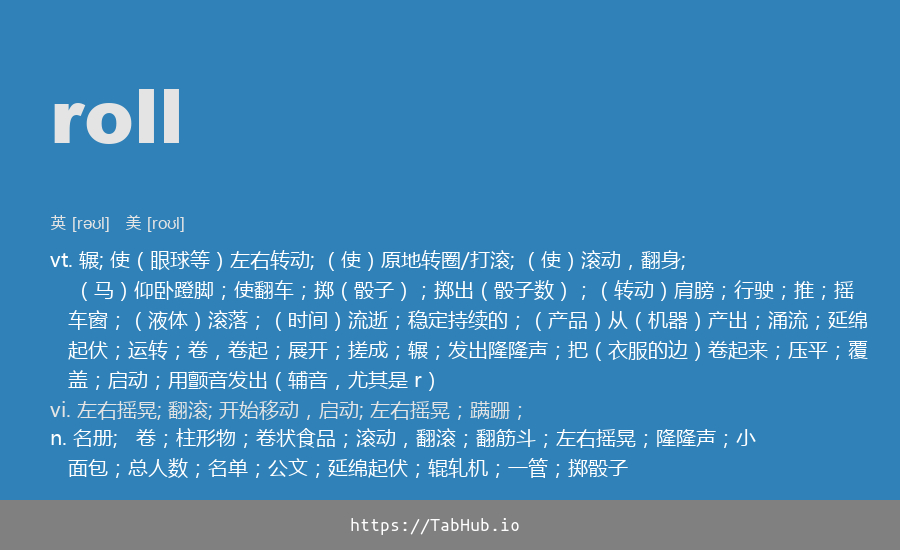 roll
英 [rəʊl] 美 [roʊl]
vt. 辗; 使（眼球等）左右转动; （使）原地转圈/打滚; （使）滚动，翻身;
（马）仰卧蹬脚；使翻车；掷（骰子）；掷出（骰子数）；（转动）肩膀；行驶；推；摇
车窗；（液体）滚落；（时间）流逝；稳定持续的；（产品）从（机器）产出；涌流；延绵
起伏；运转；卷，卷起；展开；搓成；辗；发出隆隆声；把（衣服的边）卷起来；压平；覆
盖；启动；用颤音发出（辅音，尤其是 r）
vi. 左右摇晃; 翻滚; 开始移动，启动; 左右摇晃；蹒跚；
n. 名册; 卷；柱形物；卷状食品；滚动，翻滚；翻筋斗；左右摇晃；隆隆声；小
面包；总人数；名单；公文；延绵起伏；辊轧机；一管；掷骰子
https://TabHub.io